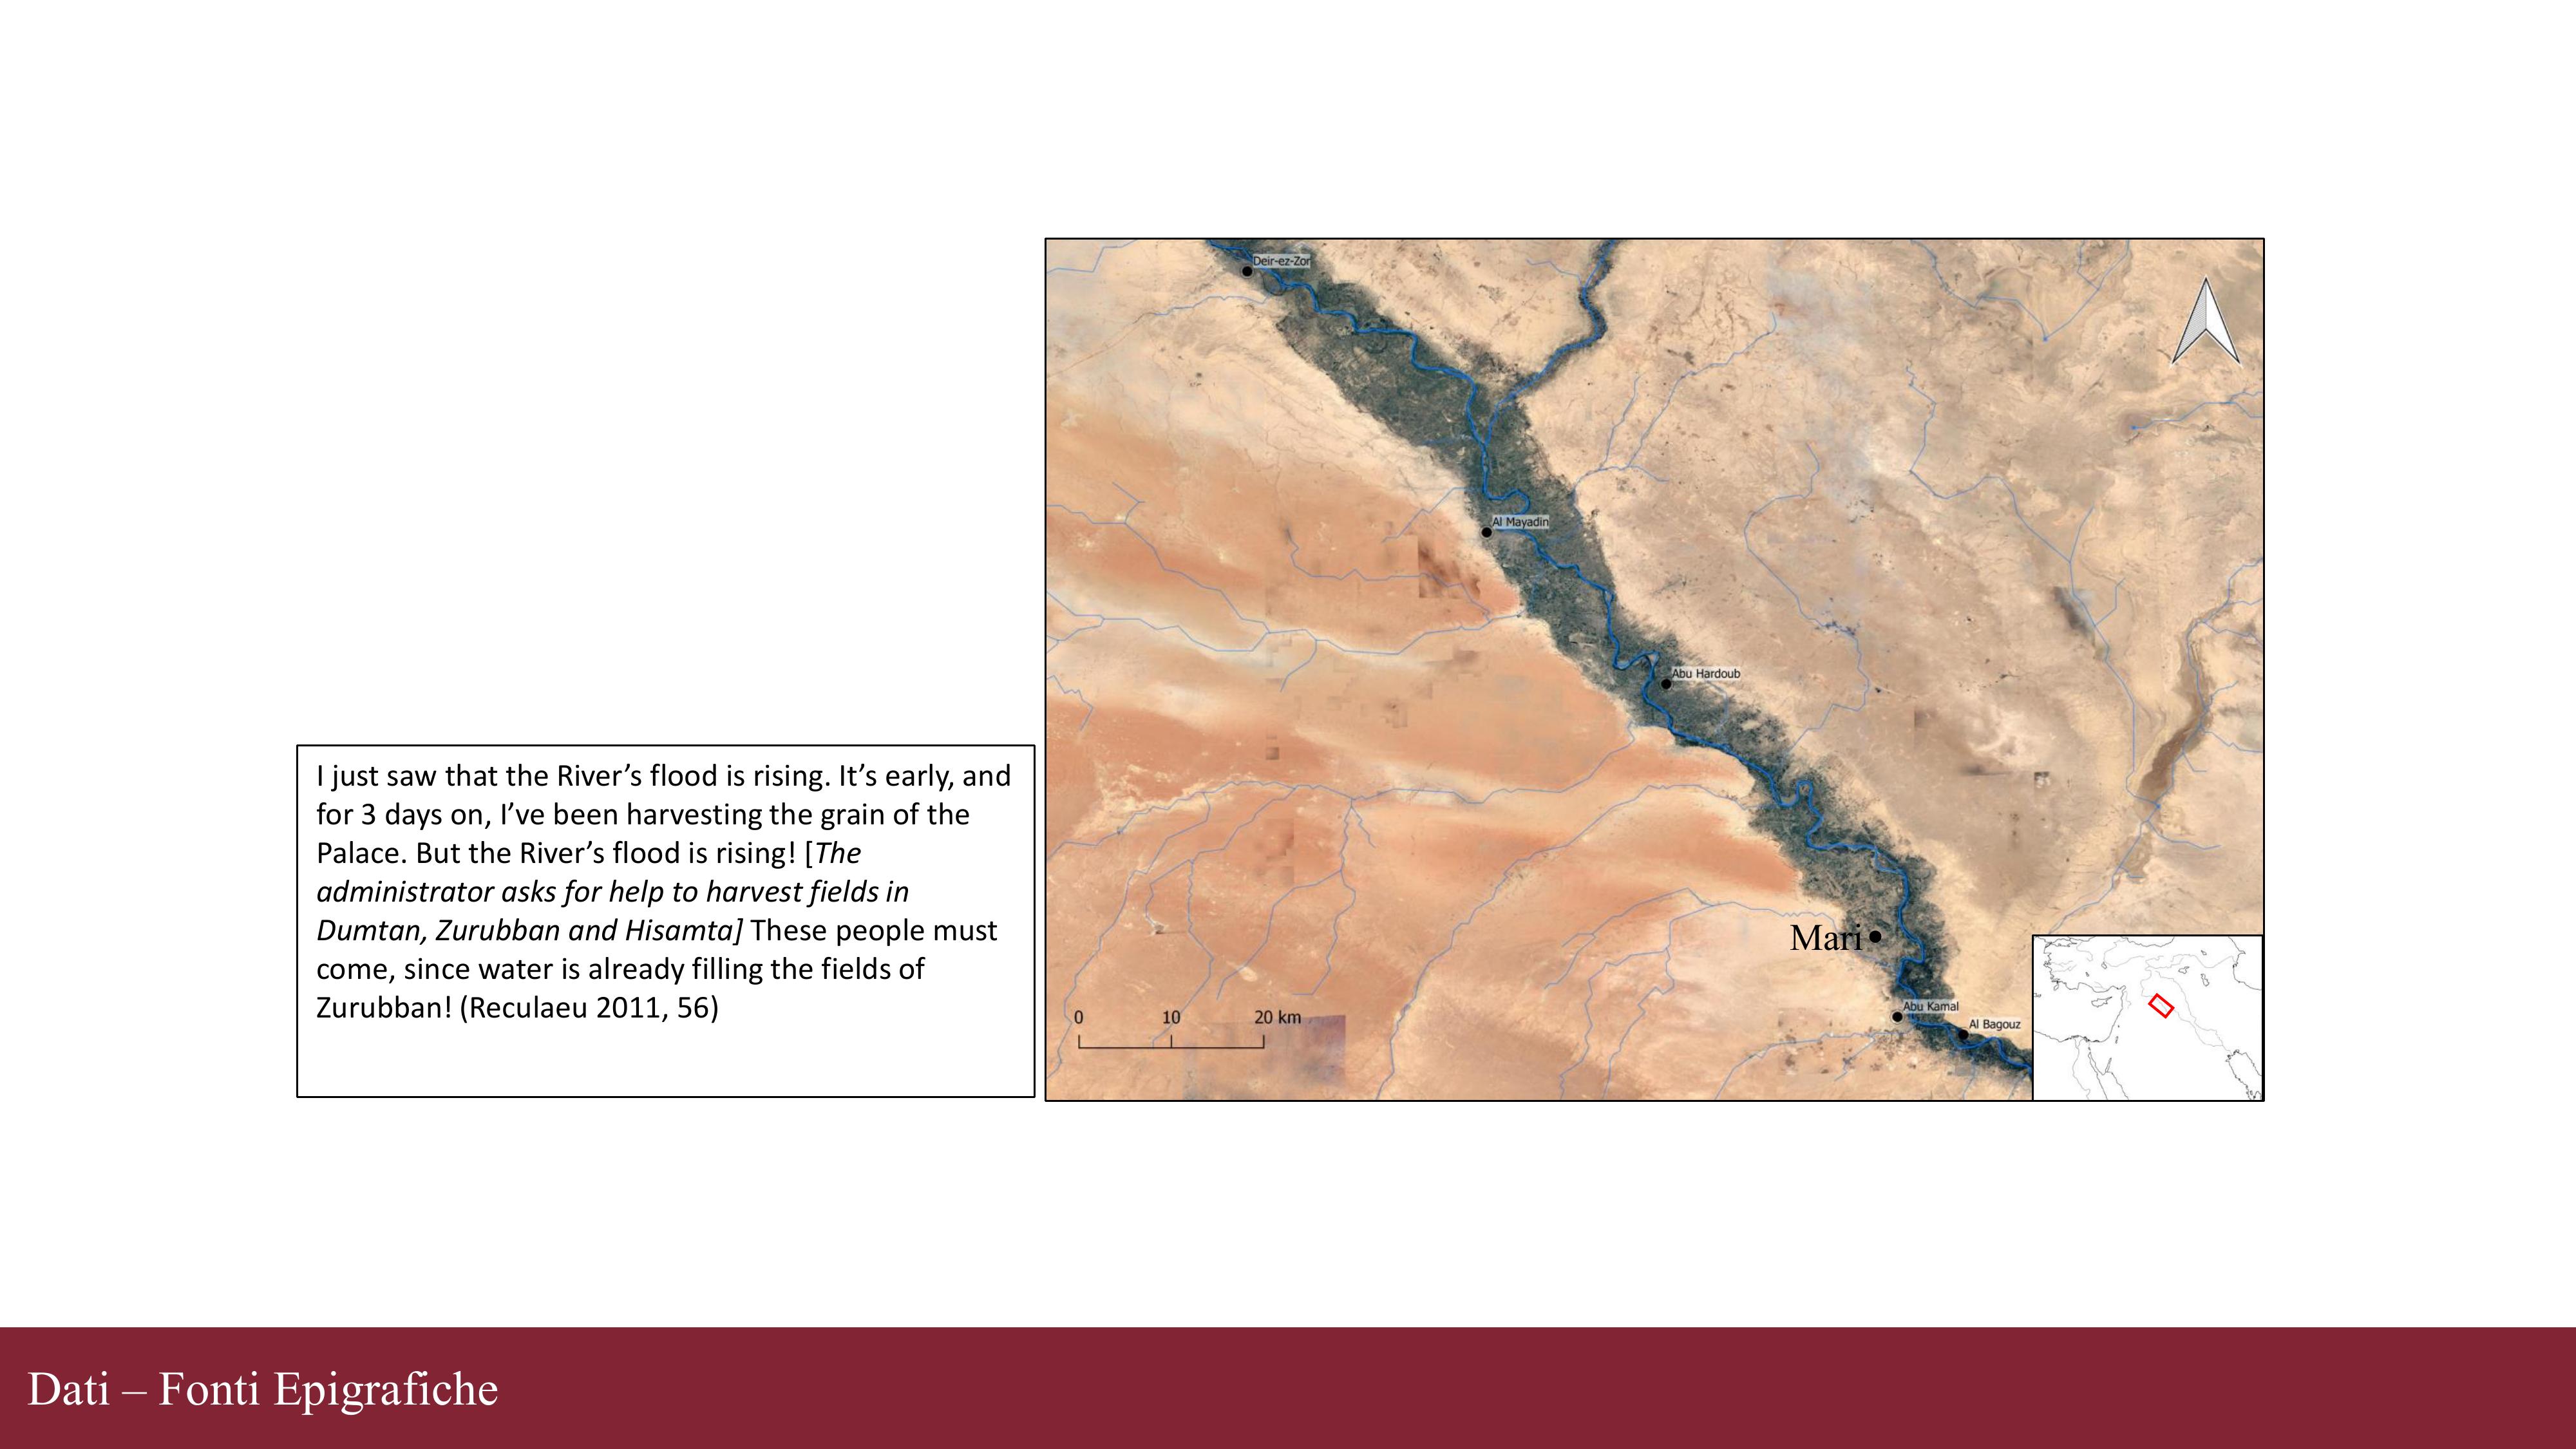 I just saw that the River’s flood is rising. It’s early, and
for 3 days on, I’ve been harvesting the grain of the
Palace. But the River’s flood is rising! [The
administrator asks for help to harvest fields in
Dumtan, Zurubban and Hisamta] These people must
come, since water is already filling the fields of
Zurubban! (Reculaeu 2011, 56)
Deir-ez-Zor
Al Mayadin
Abu Hardoub
Mari
Abu Kamal
Al Bagouz
0 10 20 km
Dati – Fonti Epigrafiche